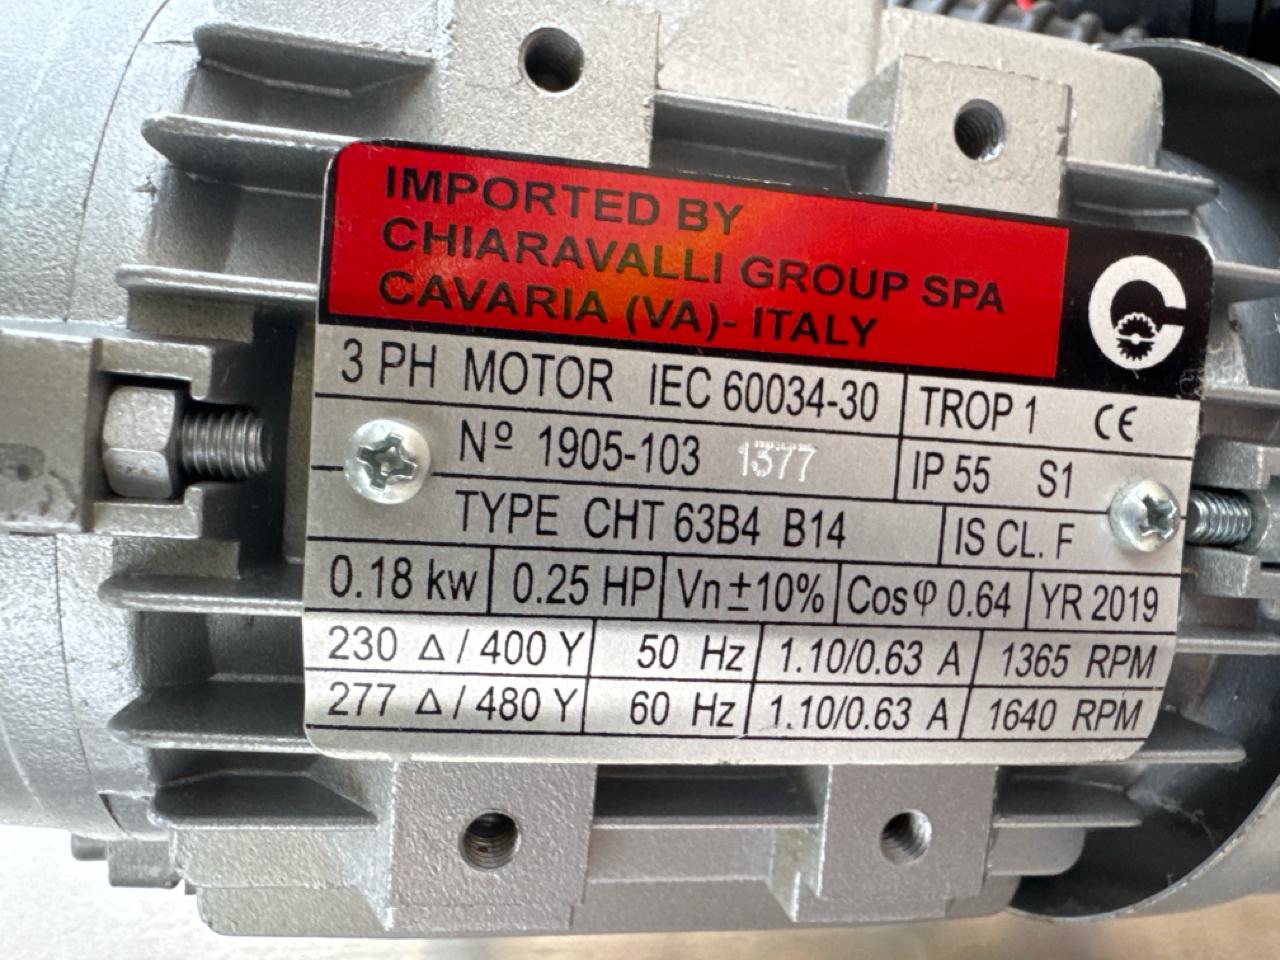 IMPORTED BY
CHIARAVALLI GROUP SPA
CAVARIA (VA)- ITALY
3 PH MOTOR IEC 60034-30 TROP 1 CE
Nº 1905-103 1377 IP 55 S1
TYPE CHT 63B4 B14 IS CL. F
0.18 kw 0.25 HP Vn±10% Cosφ 0.64 YR 2019
230 Δ / 400 Y 50 Hz 1.10/0.63 A 1365 RPM
277 Δ / 480 Y 60 Hz 1.10/0.63 A 1640 RPM